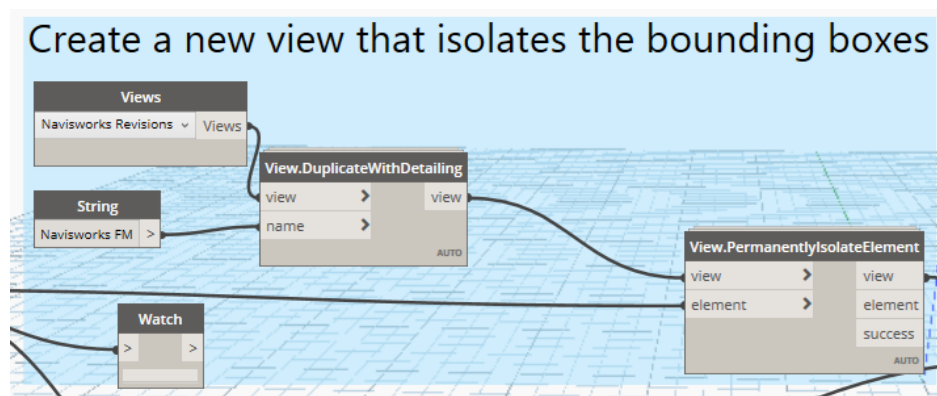 Create a new view that isolates the bounding boxes
Views
Navisworks Revisions
Views
View.DuplicateWithDetailing
view > view
name >
AUTO
String
Navisworks FM >
View.PermanentlyIsolateElement
view > view
element > element
success
AUTO
Watch
> >